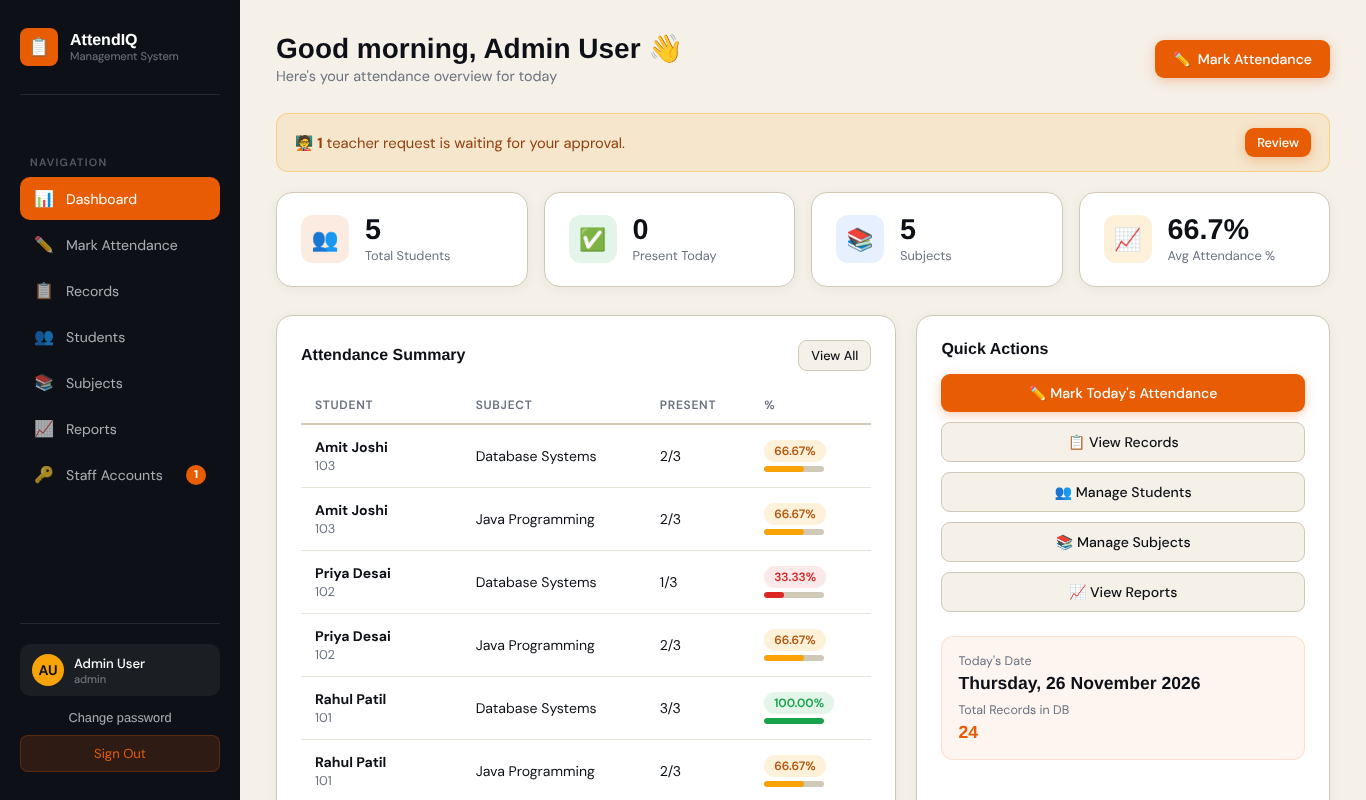 AttendIQ
Management System
NAVIGATION
Dashboard
Mark Attendance
Records
Students
Subjects
Reports
Staff Accounts 1
AU
Admin User
admin
Change password
Sign Out
Good morning, Admin User 👋
Here's your attendance overview for today
✏️ Mark Attendance
1 teacher request is waiting for your approval.
Review
5
Total Students
0
Present Today
5
Subjects
66.7%
Avg Attendance %
Attendance Summary
View All
STUDENT SUBJECT PRESENT %
Amit Joshi
103
Database Systems 2/3 66.67%
Amit Joshi
103
Java Programming 2/3 66.67%
Priya Desai
102
Database Systems 1/3 33.33%
Priya Desai
102
Java Programming 2/3 66.67%
Rahul Patil
101
Database Systems 3/3 100.00%
Rahul Patil
101
Java Programming 2/3 66.67%
Quick Actions
✏️ Mark Today's Attendance
📋 View Records
👥 Manage Students
📚 Manage Subjects
📈 View Reports
Today's Date
Thursday, 26 November 2026
Total Records in DB
24